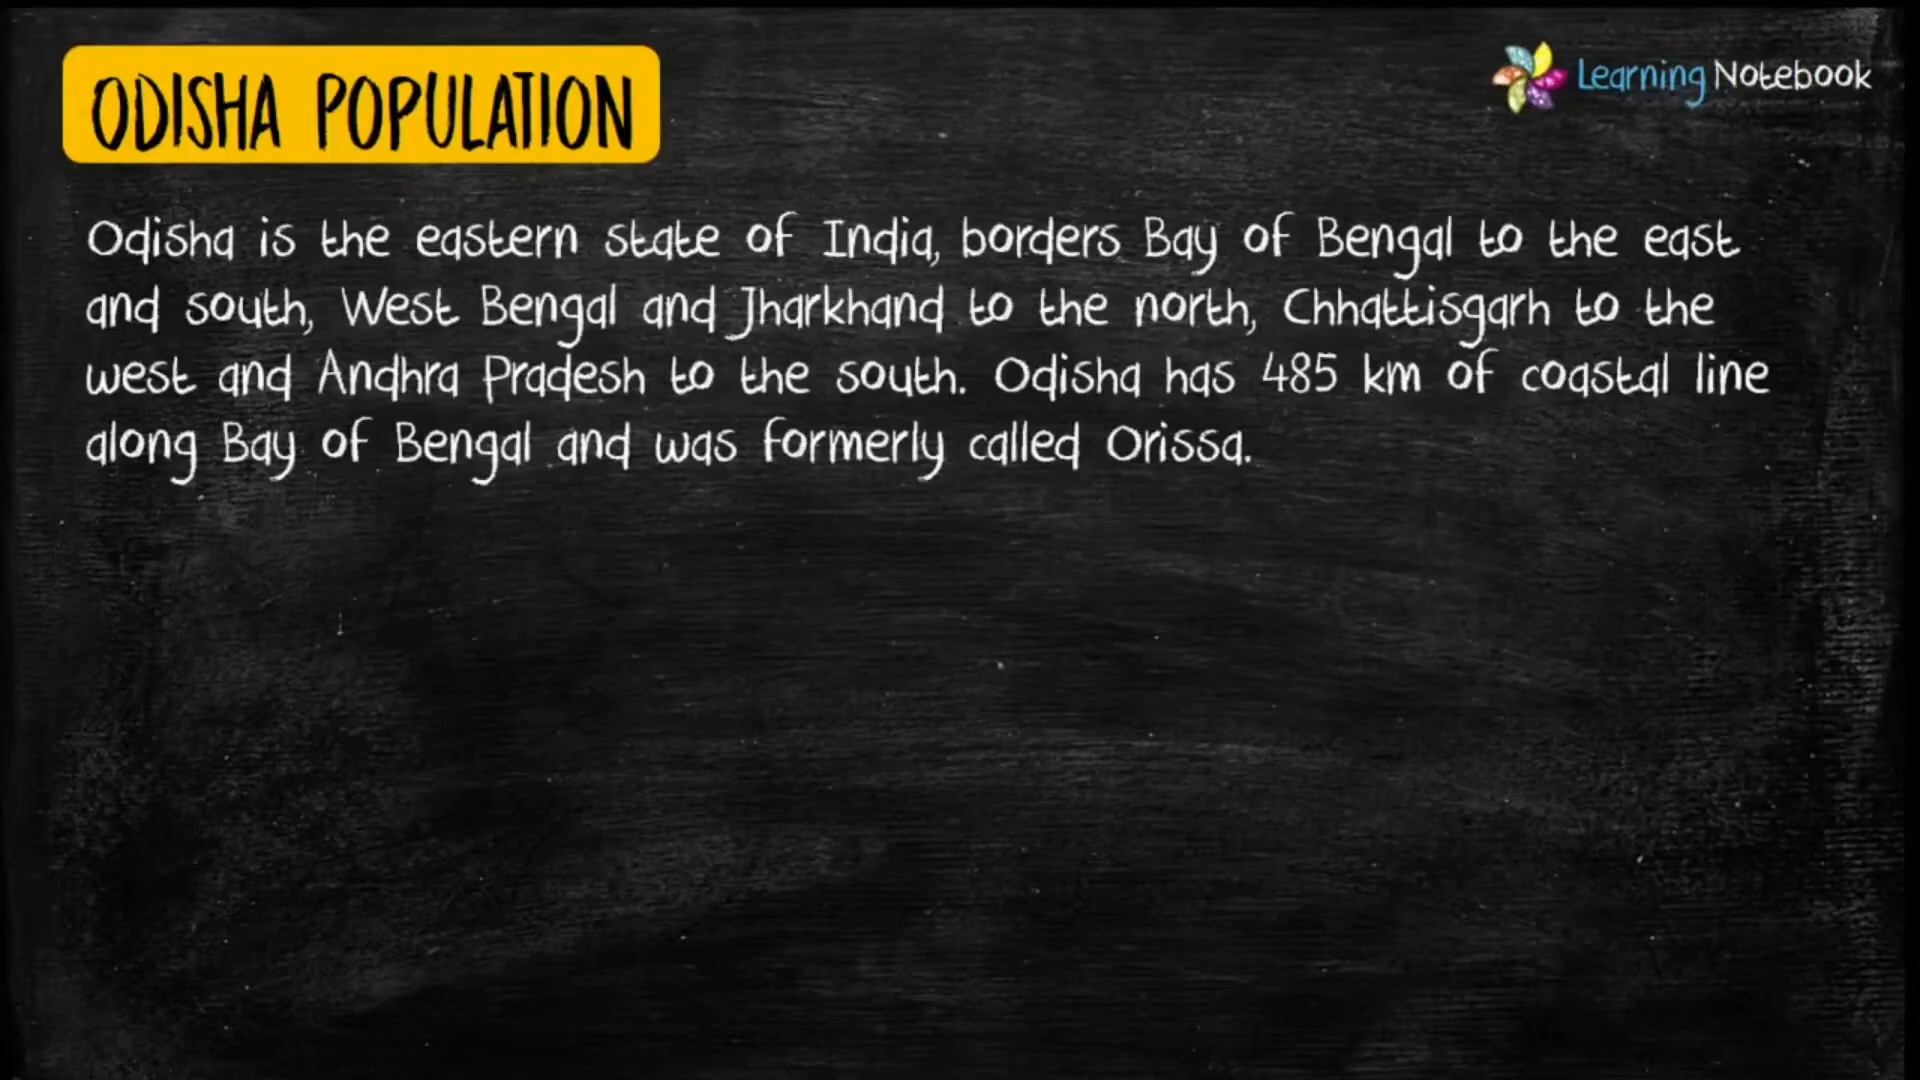 ODISHA POPULATION
Learning Notebook
Odisha is the eastern state of India, borders Bay of Bengal to the east
and south, West Bengal and Jharkhand to the north, Chhattisgarh to the
west and Andhra Pradesh to the south. Odisha has 485 km of coastal line
along Bay of Bengal and was formerly called Orissa.